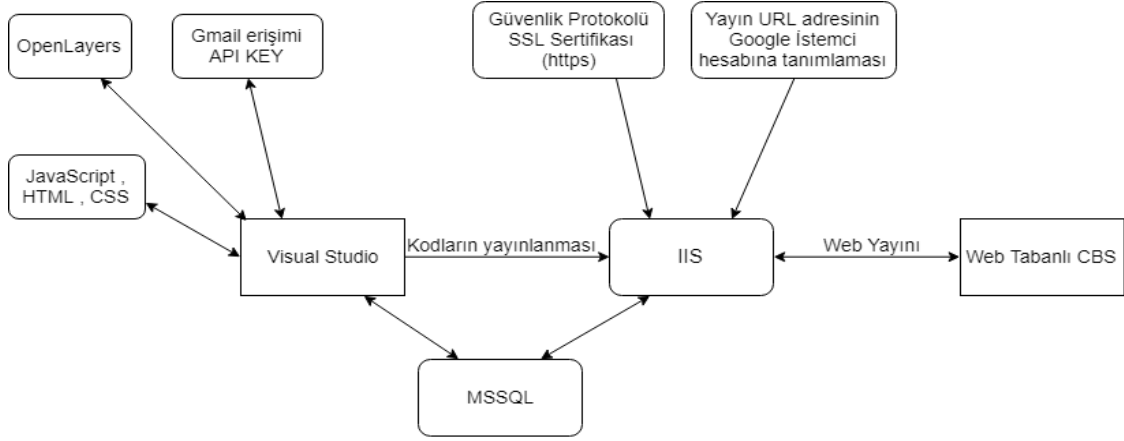 OpenLayers
Gmail erişimi
API KEY
Güvenlik Protokolü
SSL Sertifikası
(https)
Yayın URL adresinin
Google İstemci
hesabına tanımlaması
JavaScript ,
HTML , CSS
Visual Studio
Kodların yayınlanması
IIS
Web Yayını
Web Tabanlı CBS
MSSQL